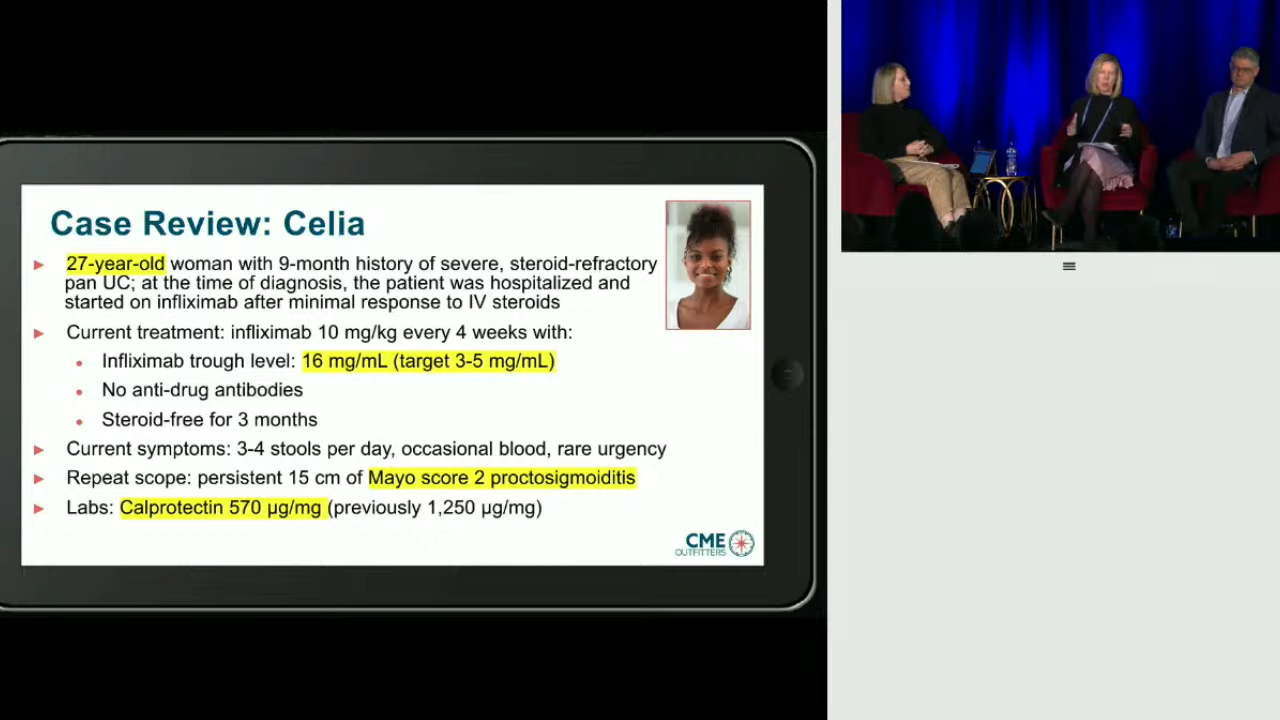 Case Review: Celia
27-year-old woman with 9-month history of severe, steroid-refractory
pan UC; at the time of diagnosis, the patient was hospitalized and
started on infliximab after minimal response to IV steroids
Current treatment: infliximab 10 mg/kg every 4 weeks with:
Infliximab trough level: 16 mg/mL (target 3-5 mg/mL)
No anti-drug antibodies
Steroid-free for 3 months
Current symptoms: 3-4 stools per day, occasional blood, rare urgency
Repeat scope: persistent 15 cm of Mayo score 2 proctosigmoiditis
Labs: Calprotectin 570 µg/mg (previously 1,250 µg/mg)
CME
OUTFITTERS